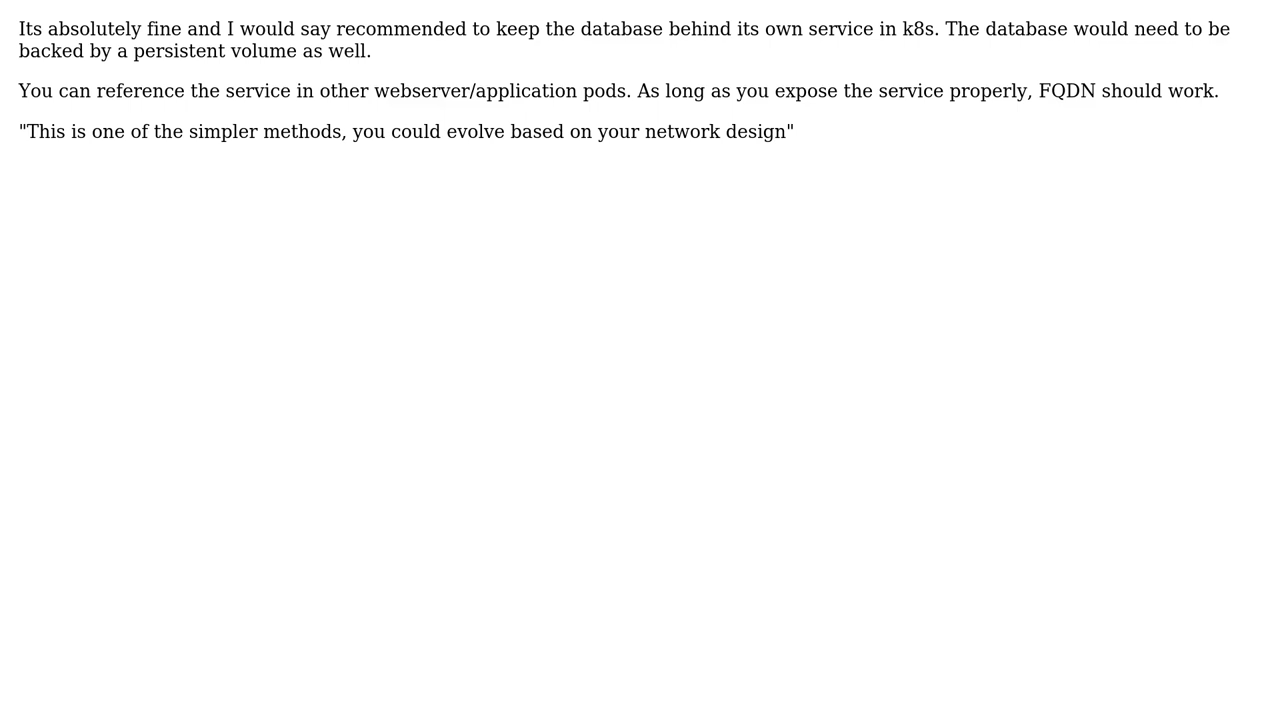 Its absolutely fine and I would say recommended to keep the database behind its own service in k8s. The database would need to be
backed by a persistent volume as well.
You can reference the service in other webserver/application pods. As long as you expose the service properly, FQDN should work.
"This is one of the simpler methods, you could evolve based on your network design"